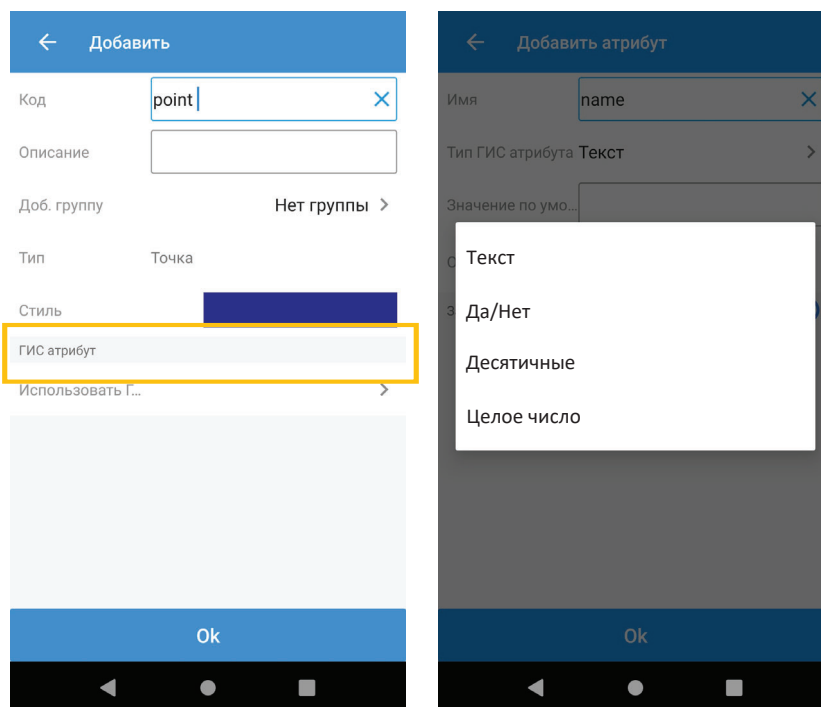 Добавить
Код
point
Описание
Доб. группу
Нет группы
Тип
Точка
Стиль
ГИС атрибут
Использовать Г...
Ok
Добавить атрибут
Имя
name
Тип ГИС атрибута Текст
Значение по умо...
Текст
Да/Нет
Десятичные
Целое число
Ok